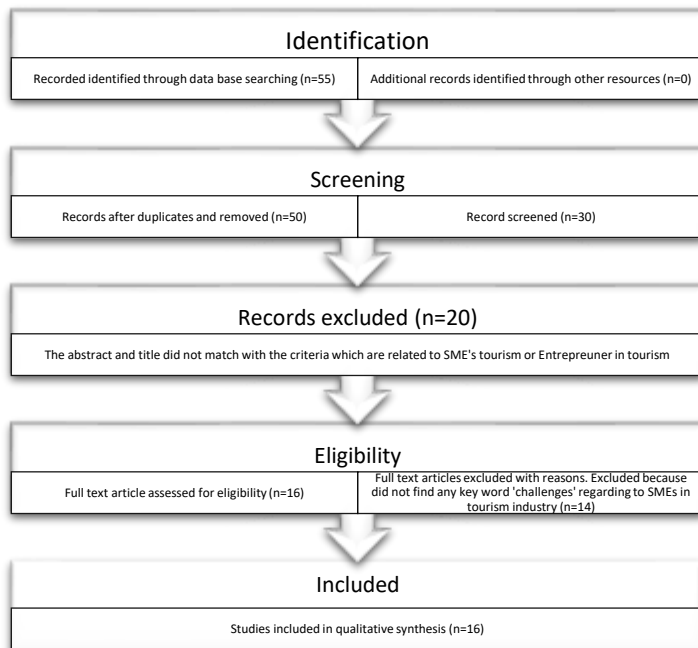 Identification
Recorded identified through data base searching (n=55)
Additional records identified through other resources (n=0)
Screening
Records after duplicates and removed (n=50)
Record screened (n=30)
Records excluded (n=20)
The abstract and title did not match with the criteria which are related to SME's tourism or Entrepreuner in tourism
Eligibility
Full text article assessed for eligibility (n=16)
Full text articles excluded with reasons. Excluded because
did not find any key word 'challenges' regarding to SMEs in
tourism industry (n=14)
Included
Studies included in qualitative synthesis (n=16)